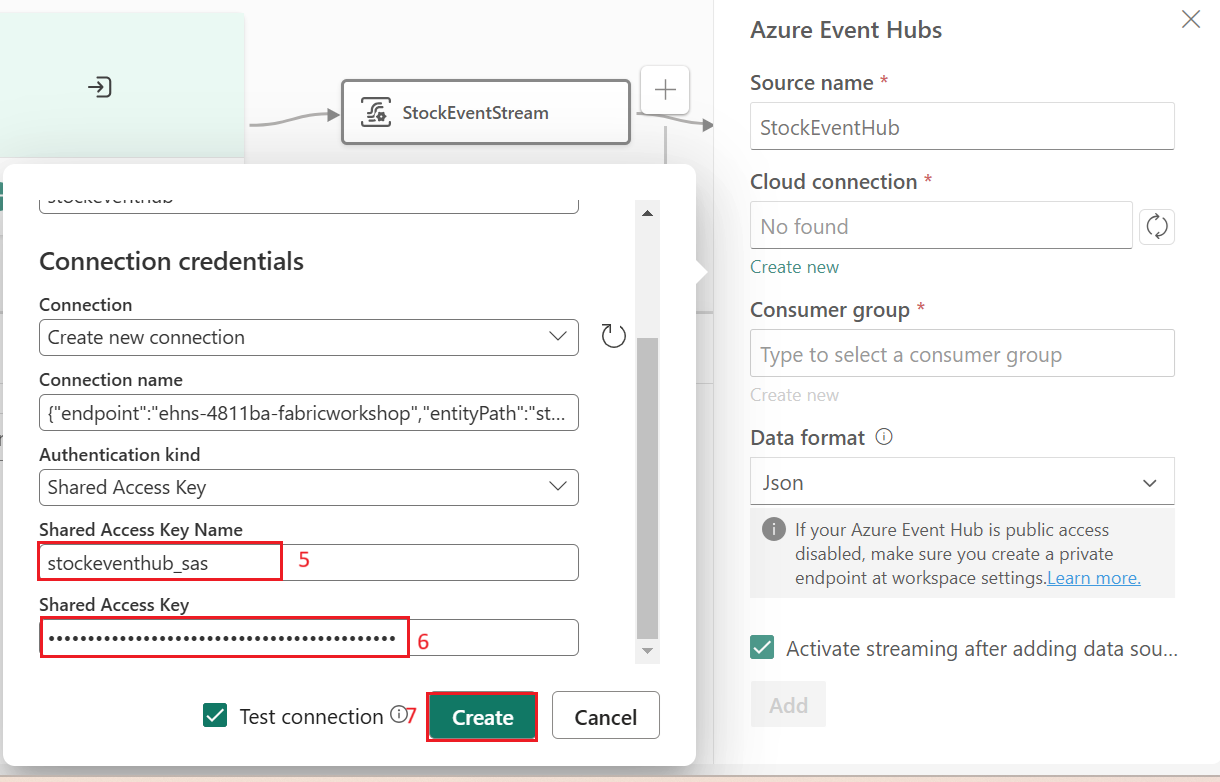 StockEventStream
stockeventhub
Connection credentials
Connection
Create new connection
Connection name
{"endpoint":"ehns-4811ba-fabricworkshop","entityPath":"st...
Authentication kind
Shared Access Key
Shared Access Key Name
stockeventhub_sas
5
Shared Access Key
••••••••••••••••••••••••••••••••••••••••••••
6
Test connection
7
Create
Cancel
Azure Event Hubs
Source name *
StockEventHub
Cloud connection *
No found
Create new
Consumer group *
Type to select a consumer group
Create new
Data format
Json
If your Azure Event Hub is public access
disabled, make sure you create a private
endpoint at workspace settings.Learn more.
Activate streaming after adding data sou...
Add